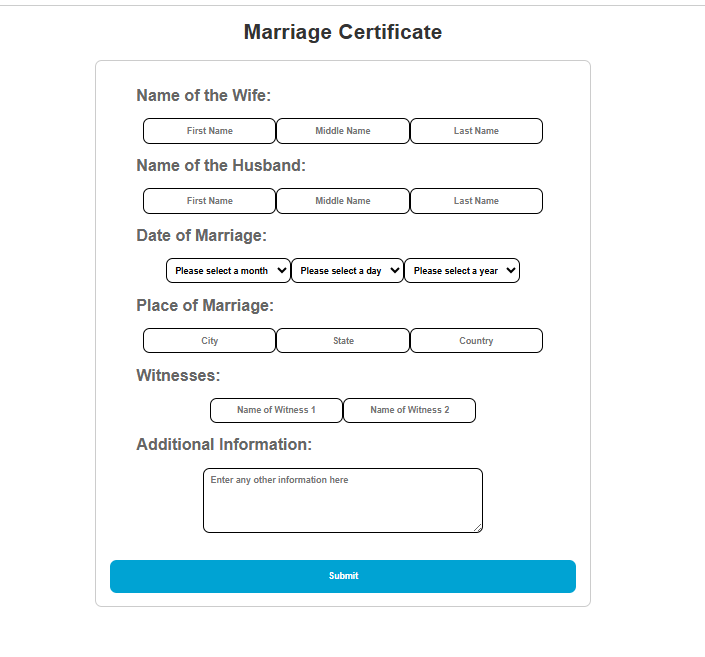 Marriage Certificate
Name of the Wife:
First Name Middle Name Last Name
Name of the Husband:
First Name Middle Name Last Name
Date of Marriage:
Please select a month Please select a day Please select a year
Place of Marriage:
City State Country
Witnesses:
Name of Witness 1 Name of Witness 2
Additional Information:
Enter any other information here
Submit